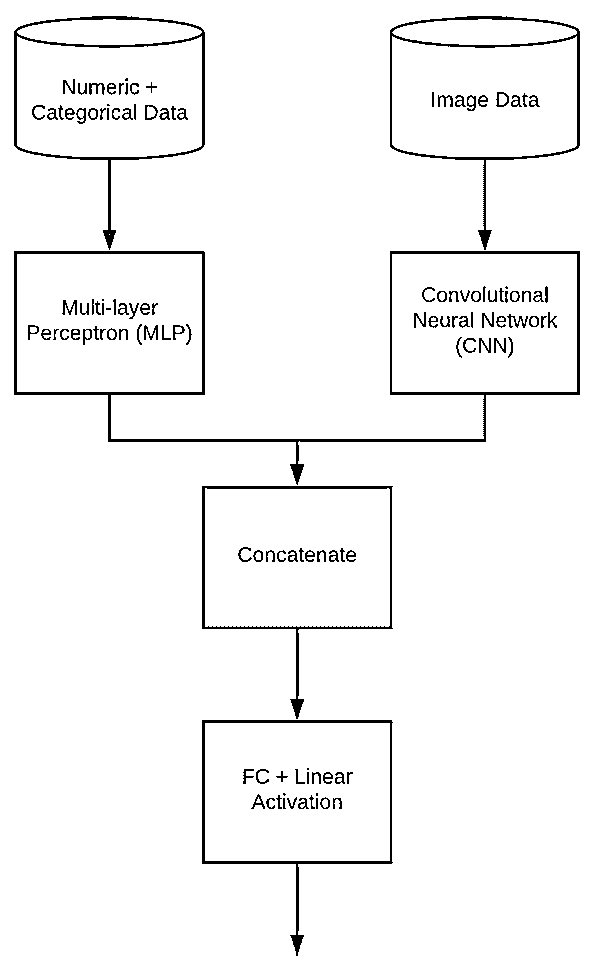 Numeric +
Categorical Data
Image Data
Multi-layer
Perceptron (MLP)
Convolutional
Neural Network
(CNN)
Concatenate
FC + Linear
Activation